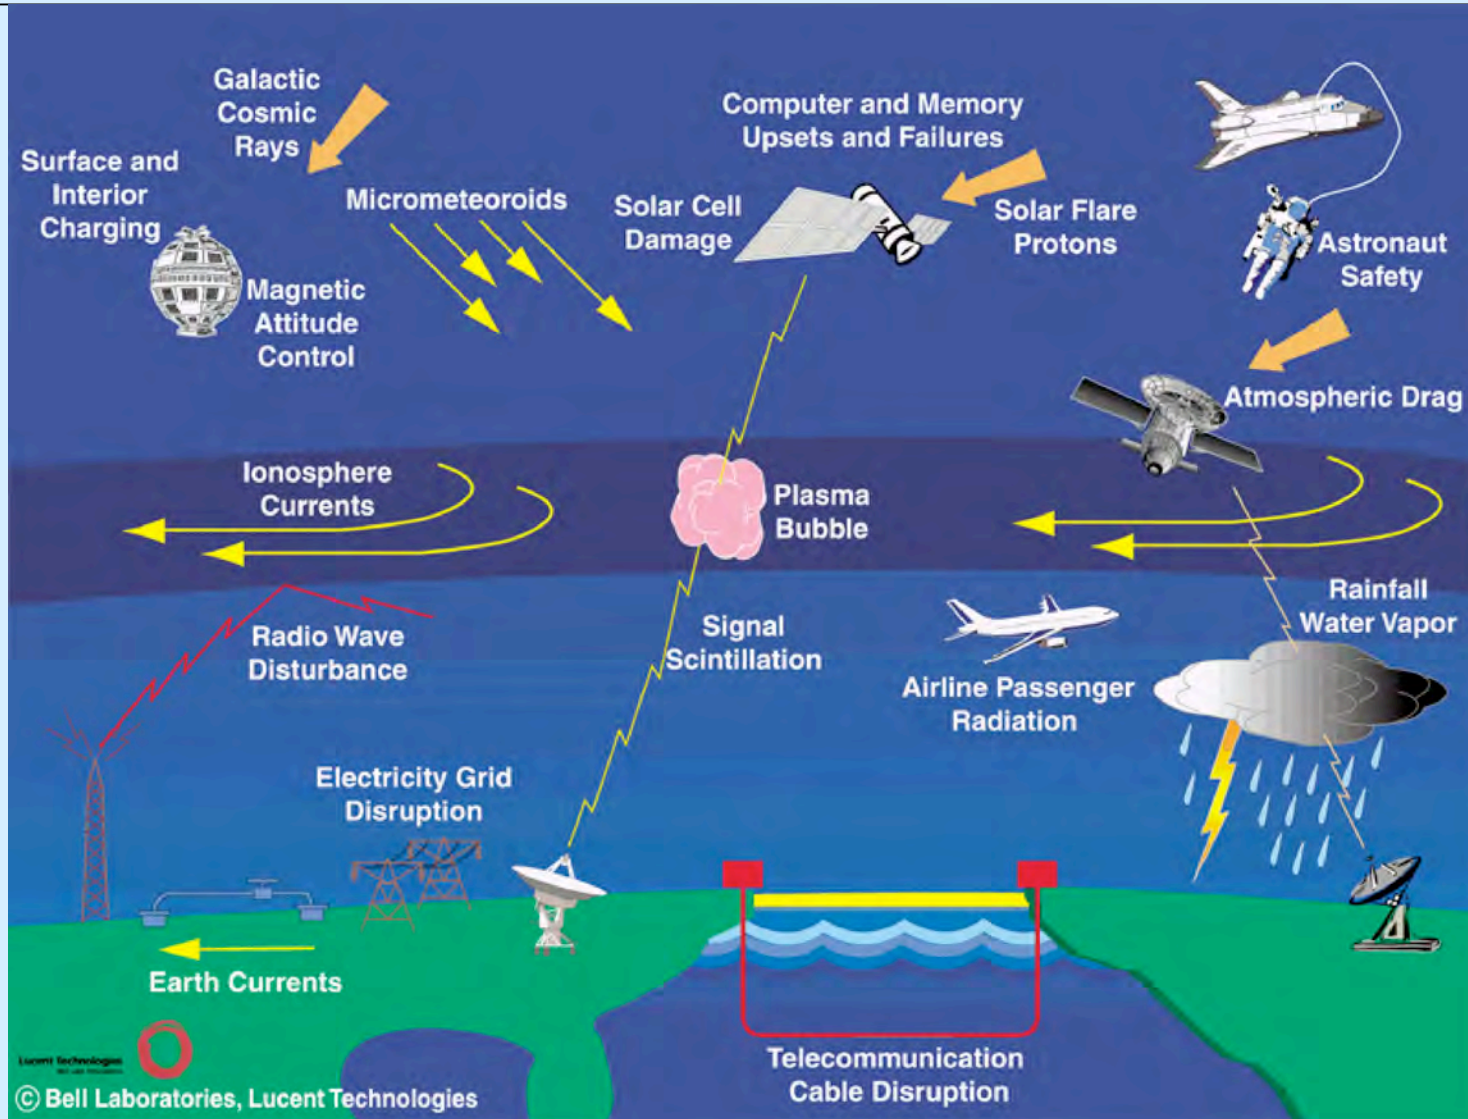 Galactic
Cosmic
Rays
Surface and
Interior
Charging
Magnetic
Attitude
Control
Micrometeoroids
Computer and Memory
Upsets and Failures
Solar Cell
Damage
Solar Flare
Protons
Astronaut
Safety
Atmospheric Drag
Ionosphere
Currents
Plasma
Bubble
Rainfall
Water Vapor
Radio Wave
Disturbance
Signal
Scintillation
Airline Passenger
Radiation
Electricity Grid
Disruption
Earth Currents
Telecommunication
Cable Disruption
Lucent Technologies
© Bell Laboratories, Lucent Technologies